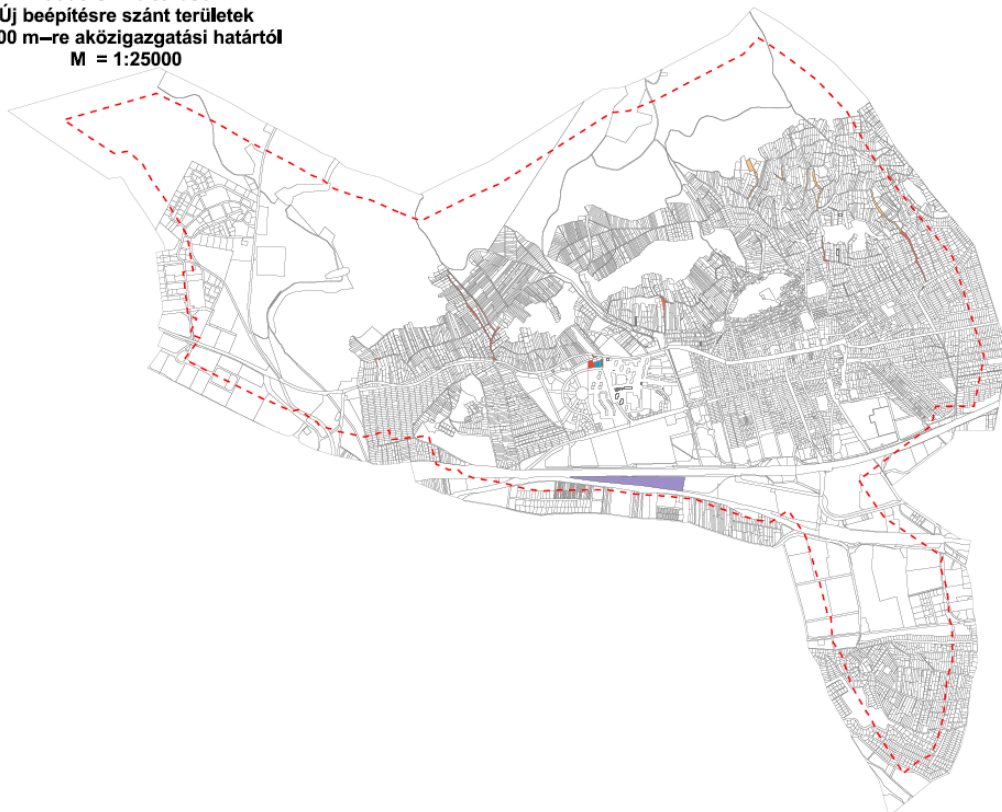 Új beépítésre szánt területek
00 m–re aközigazgatási határtól
M = 1:25000